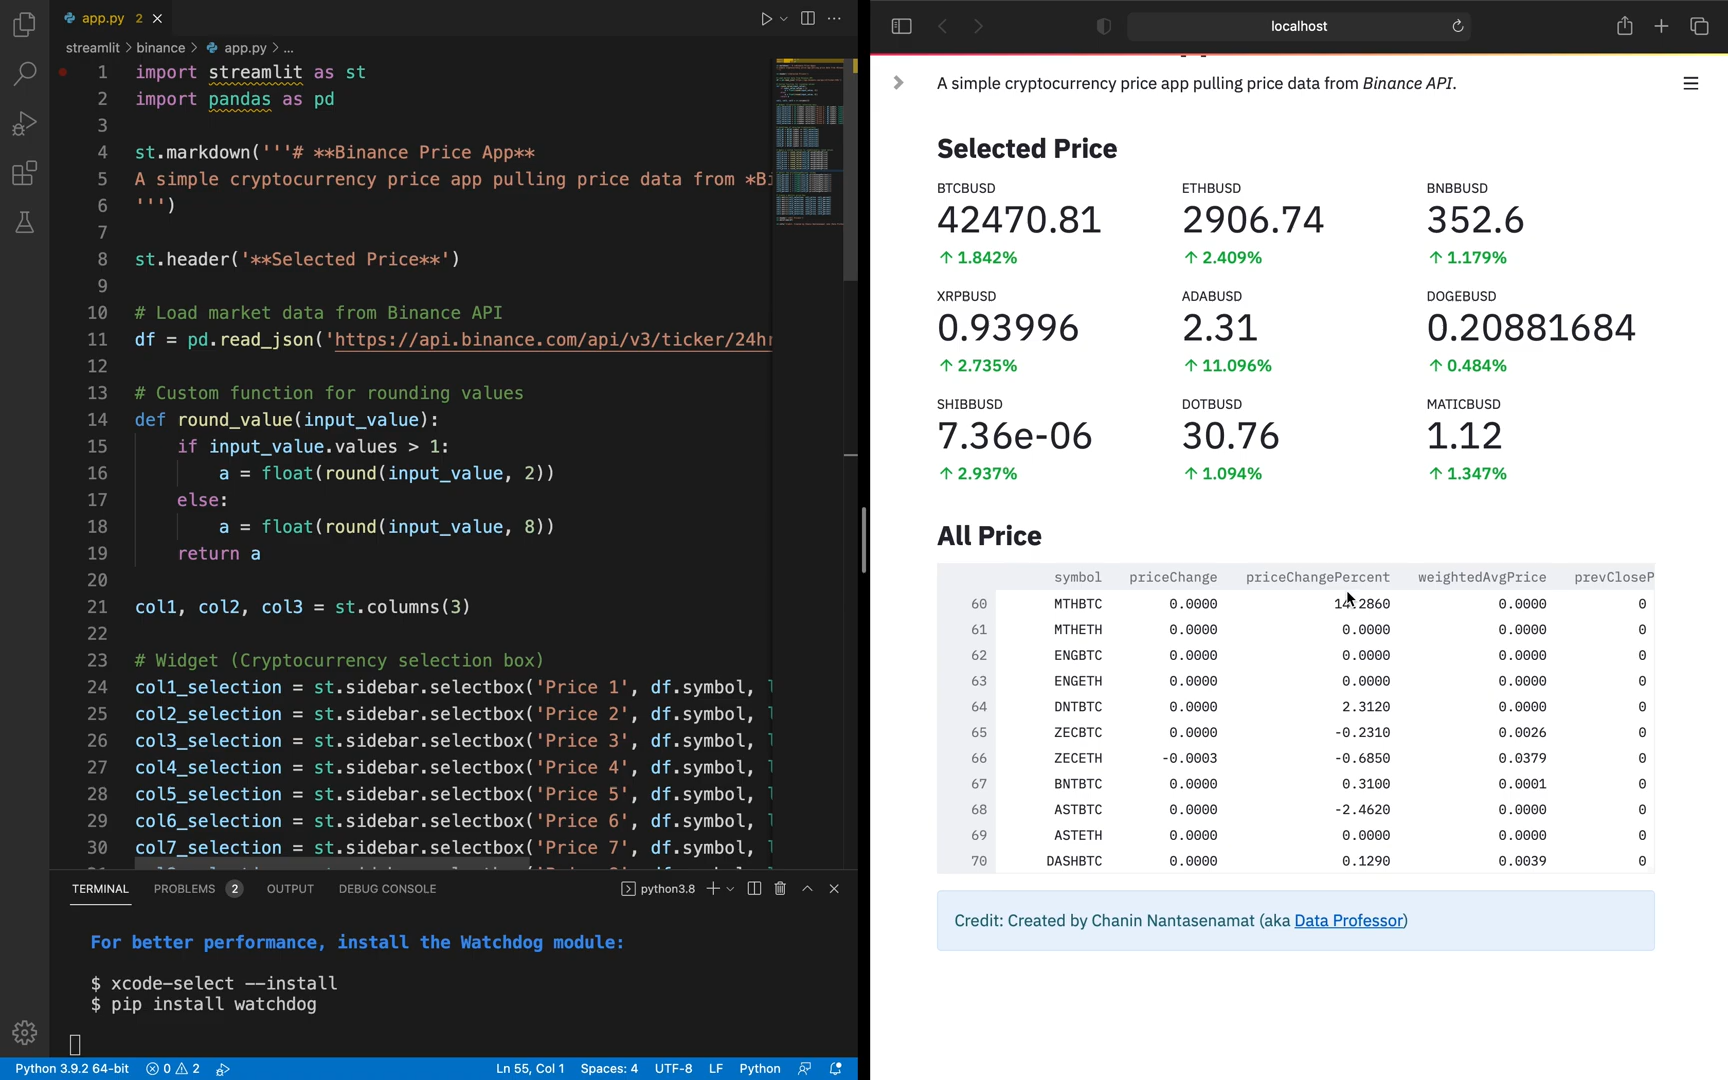 app.py 2
streamlit > binance > app.py > ...
1 import streamlit as st
2 import pandas as pd
3
4 st.markdown('''# **Binance Price App**
5 A simple cryptocurrency price app pulling price data from *Bi
6 ''')
7
8 st.header('**Selected Price**')
9
10 # Load market data from Binance API
11 df = pd.read_json('https://api.binance.com/api/v3/ticker/24hr
12
13 # Custom function for rounding values
14 def round_value(input_value):
15 if input_value.values > 1:
16 a = float(round(input_value, 2))
17 else:
18 a = float(round(input_value, 8))
19 return a
20
21 col1, col2, col3 = st.columns(3)
22
23 # Widget (Cryptocurrency selection box)
24 col1_selection = st.sidebar.selectbox('Price 1', df.symbol, l
25 col2_selection = st.sidebar.selectbox('Price 2', df.symbol, l
26 col3_selection = st.sidebar.selectbox('Price 3', df.symbol, l
27 col4_selection = st.sidebar.selectbox('Price 4', df.symbol, l
28 col5_selection = st.sidebar.selectbox('Price 5', df.symbol, l
29 col6_selection = st.sidebar.selectbox('Price 6', df.symbol, l
30 col7_selection = st.sidebar.selectbox('Price 7', df.symbol, l
TERMINAL PROBLEMS 2 OUTPUT DEBUG CONSOLE python3.8
For better performance, install the Watchdog module:
$ xcode-select --install
$ pip install watchdog
Python 3.9.2 64-bit 0 2 Ln 55, Col 1 Spaces: 4 UTF-8 LF Python
localhost
A simple cryptocurrency price app pulling price data from Binance API.
Selected Price
BTCBUSD ETHBUSD BNBBUSD
42470.81 2906.74 352.6
↑ 1.842% ↑ 2.409% ↑ 1.179%
XRPBUSD ADABUSD DOGEBUSD
0.93996 2.31 0.20881684
↑ 2.735% ↑ 11.096% ↑ 0.484%
SHIBBUSD DOTBUSD MATICBUSD
7.36e-06 30.76 1.12
↑ 2.937% ↑ 1.094% ↑ 1.347%
All Price
symbol priceChange priceChangePercent weightedAvgPrice prevCloseP
60 MTHBTC 0.0000 14.2860 0.0000 0
61 MTHETH 0.0000 0.0000 0.0000 0
62 ENGBTC 0.0000 0.0000 0.0000 0
63 ENGETH 0.0000 0.0000 0.0000 0
64 DNTBTC 0.0000 2.3120 0.0000 0
65 ZECBTC 0.0000 -0.2310 0.0026 0
66 ZECETH -0.0003 -0.6850 0.0379 0
67 BNTBTC 0.0000 0.3100 0.0001 0
68 ASTBTC 0.0000 -2.4620 0.0000 0
69 ASTETH 0.0000 0.0000 0.0000 0
70 DASHBTC 0.0000 0.1290 0.0039 0
Credit: Created by Chanin Nantasenamat (aka Data Professor)